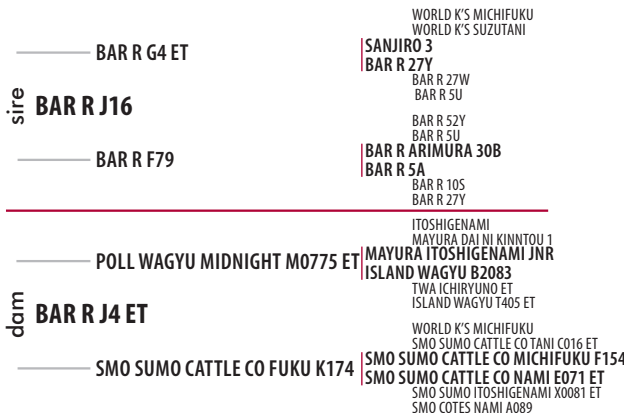 WORLD K'S MICHIFUKU
WORLD K'S SUZUTANI
BAR R G4 ET
SANJIRO 3
BAR R 27Y
BAR R 27W
BAR R 5U
sire
BAR R J16
BAR R 52Y
BAR R 5U
BAR R F79
BAR R ARIMURA 30B
BAR R 5A
BAR R 10S
BAR R 27Y
ITOSHIGENAMI
MAYURA DAI NI KINNTOU 1
POLL WAGYU MIDNIGHT M0775 ET
MAYURA ITOSHIGENAMI JNR
ISLAND WAGYU B2083
TWA ICHIRYUNO ET
ISLAND WAGYU T405 ET
dam
BAR R J4 ET
WORLD K'S MICHIFUKU
SMO SUMO CATTLE CO TANI C016 ET
SMO SUMO CATTLE CO FUKU K174
SMO SUMO CATTLE CO MICHIFUKU F154
SMO SUMO CATTLE CO NAMI E071 ET
SMO SUMO ITOSHIGENAMI X0081 ET
SMO COTES NAMI A089